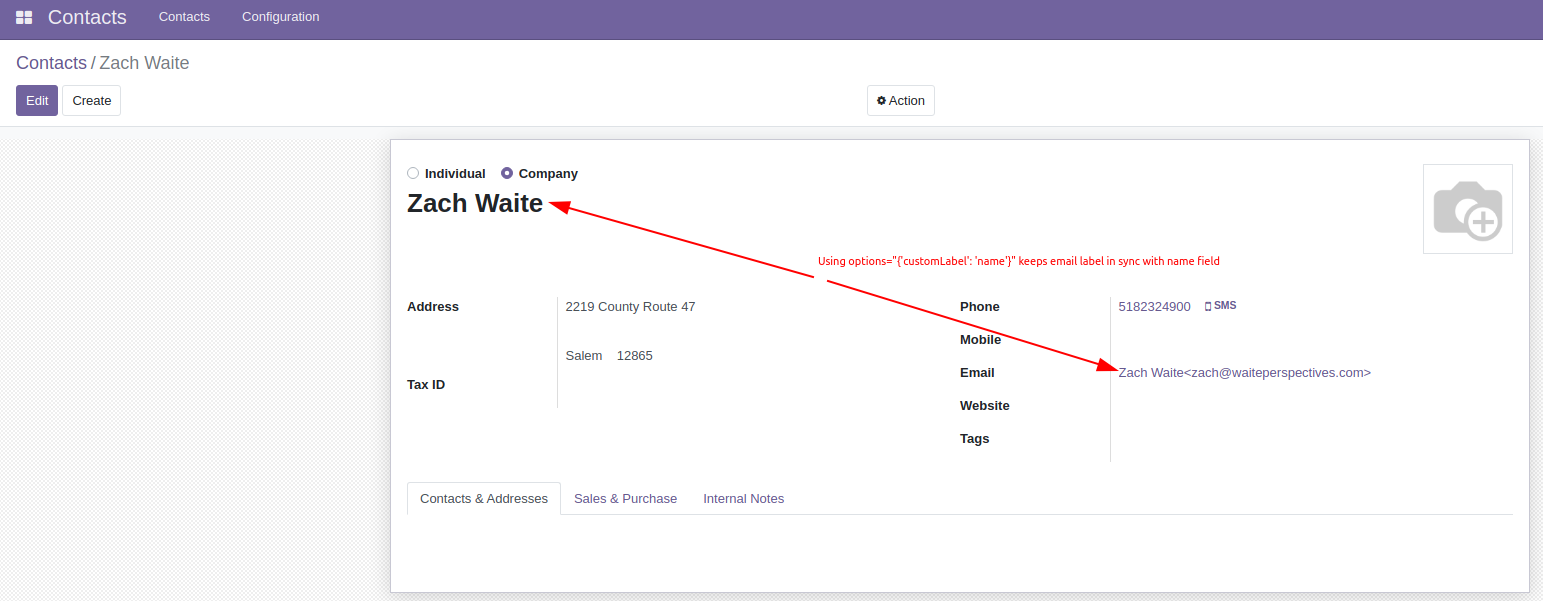 Contacts Contacts Configuration
Contacts / Zach Waite
Edit Create Action
Individual Company
Zach Waite
Using options="{'customLabel': 'name'}" keeps email label in sync with name field
Address 2219 County Route 47
Salem 12865
Tax ID
Phone 5182324900 SMS
Mobile
Email Zach Waite<zach@waiteperspectives.com>
Website
Tags
Contacts & Addresses Sales & Purchase Internal Notes